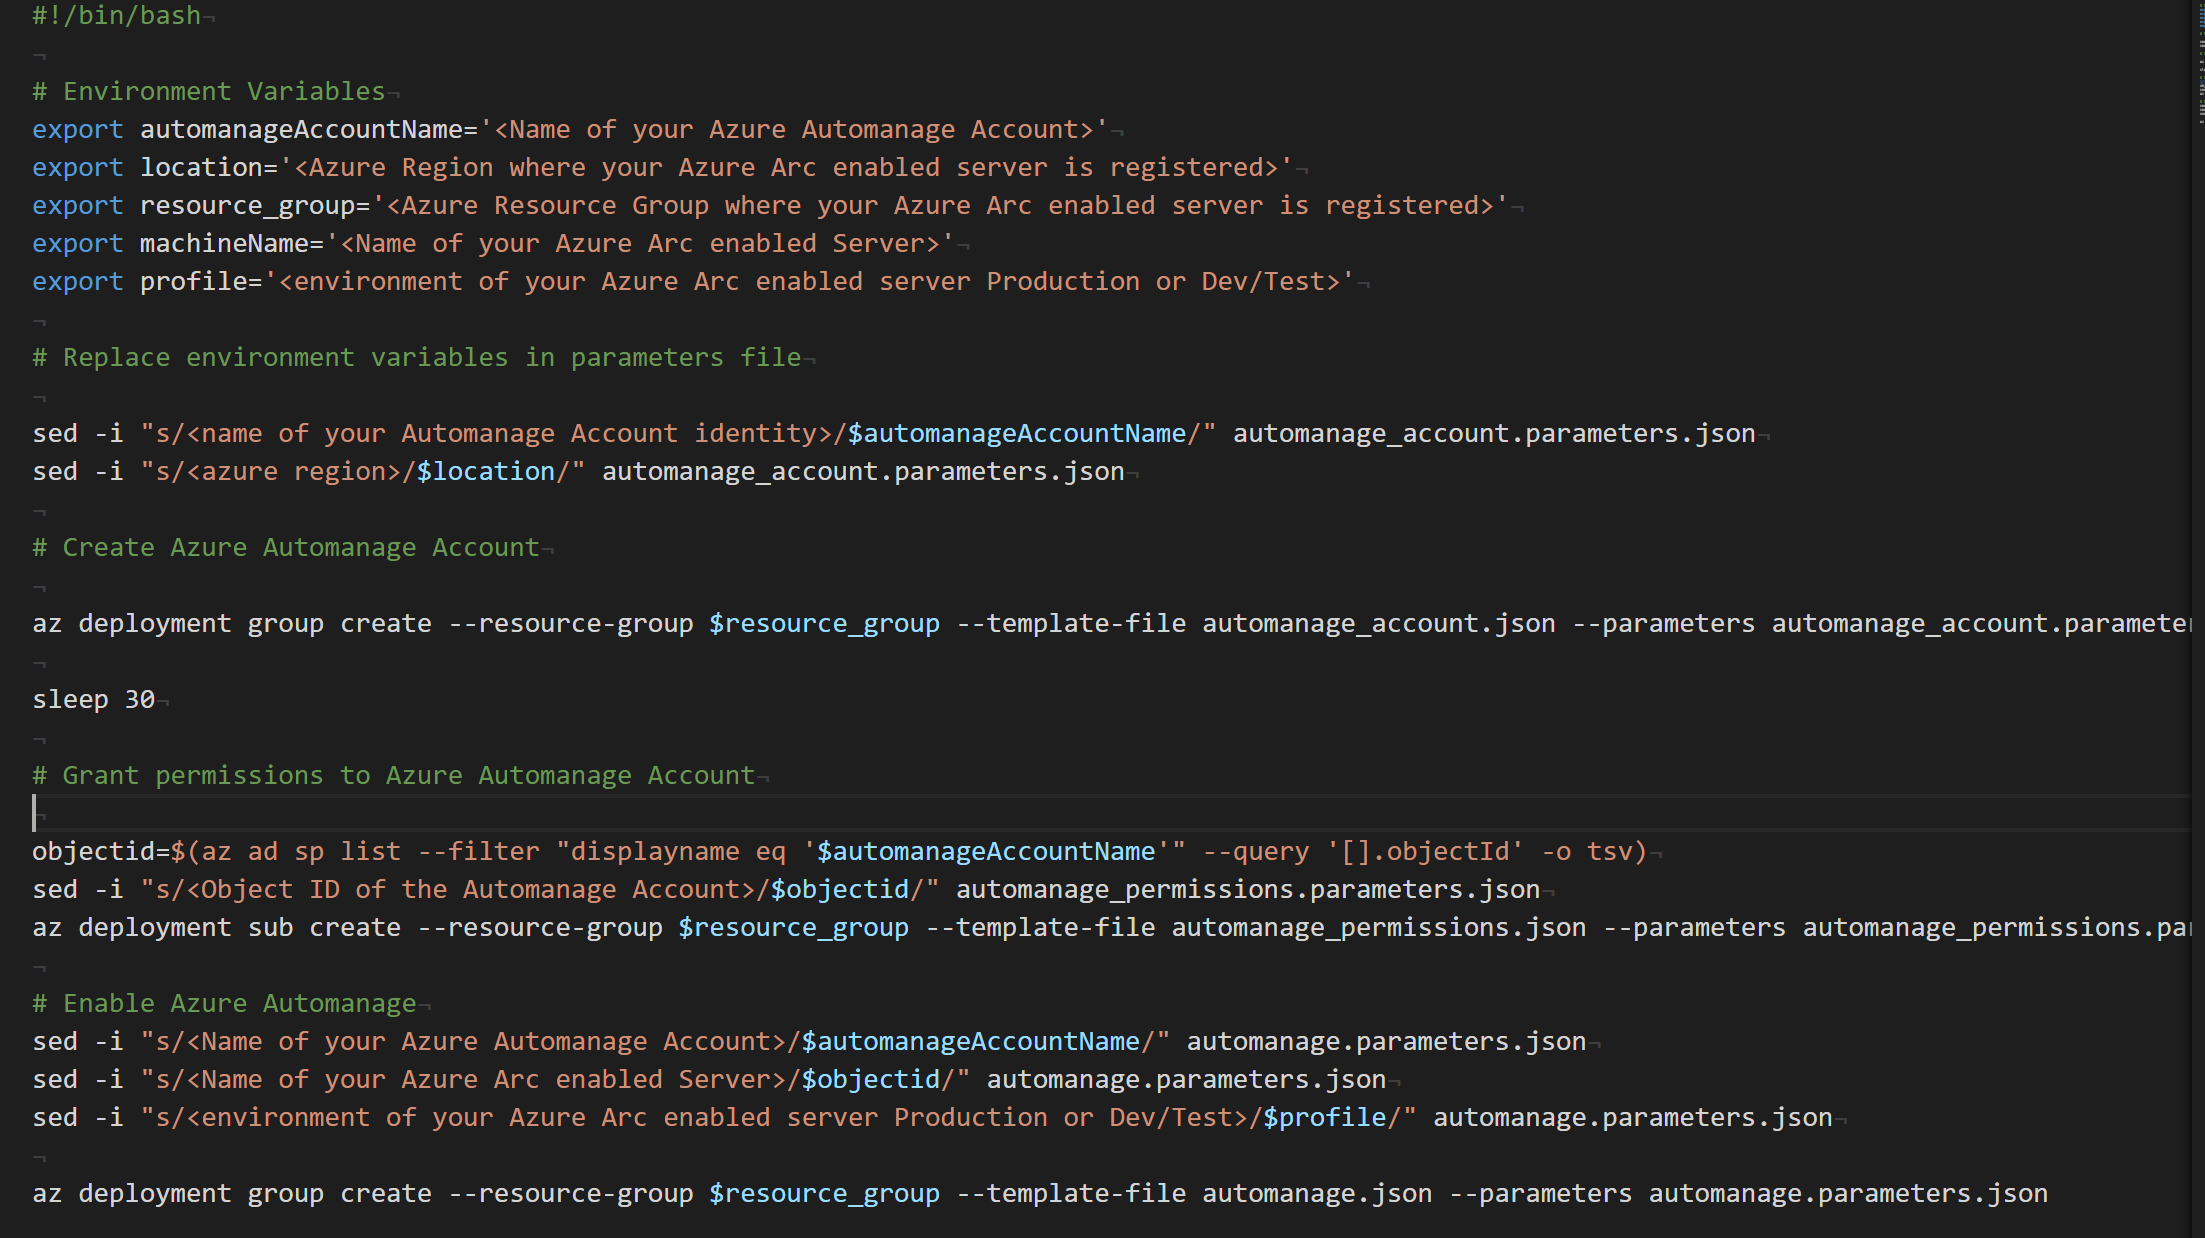 #!/bin/bash
# Environment Variables
export automanageAccountName='<Name of your Azure Automanage Account>'
export location='<Azure Region where your Azure Arc enabled server is registered>'
export resource_group='<Azure Resource Group where your Azure Arc enabled server is registered>'
export machineName='<Name of your Azure Arc enabled Server>'
export profile='<environment of your Azure Arc enabled server Production or Dev/Test>'
# Replace environment variables in parameters file
sed -i "s/<name of your Automanage Account identity>/$automanageAccountName/" automanage_account.parameters.json
sed -i "s/<azure region>/$location/" automanage_account.parameters.json
# Create Azure Automanage Account
az deployment group create --resource-group $resource_group --template-file automanage_account.json --parameters automanage_account.parameter
sleep 30
# Grant permissions to Azure Automanage Account
objectid=$(az ad sp list --filter "displayname eq '$automanageAccountName'" --query '[].objectId' -o tsv)
sed -i "s/<Object ID of the Automanage Account>/$objectid/" automanage_permissions.parameters.json
az deployment sub create --resource-group $resource_group --template-file automanage_permissions.json --parameters automanage_permissions.par
# Enable Azure Automanage
sed -i "s/<Name of your Azure Automanage Account>/$automanageAccountName/" automanage.parameters.json
sed -i "s/<Name of your Azure Arc enabled Server>/$objectid/" automanage.parameters.json
sed -i "s/<environment of your Azure Arc enabled server Production or Dev/Test>/$profile/" automanage.parameters.json
az deployment group create --resource-group $resource_group --template-file automanage.json --parameters automanage.parameters.json